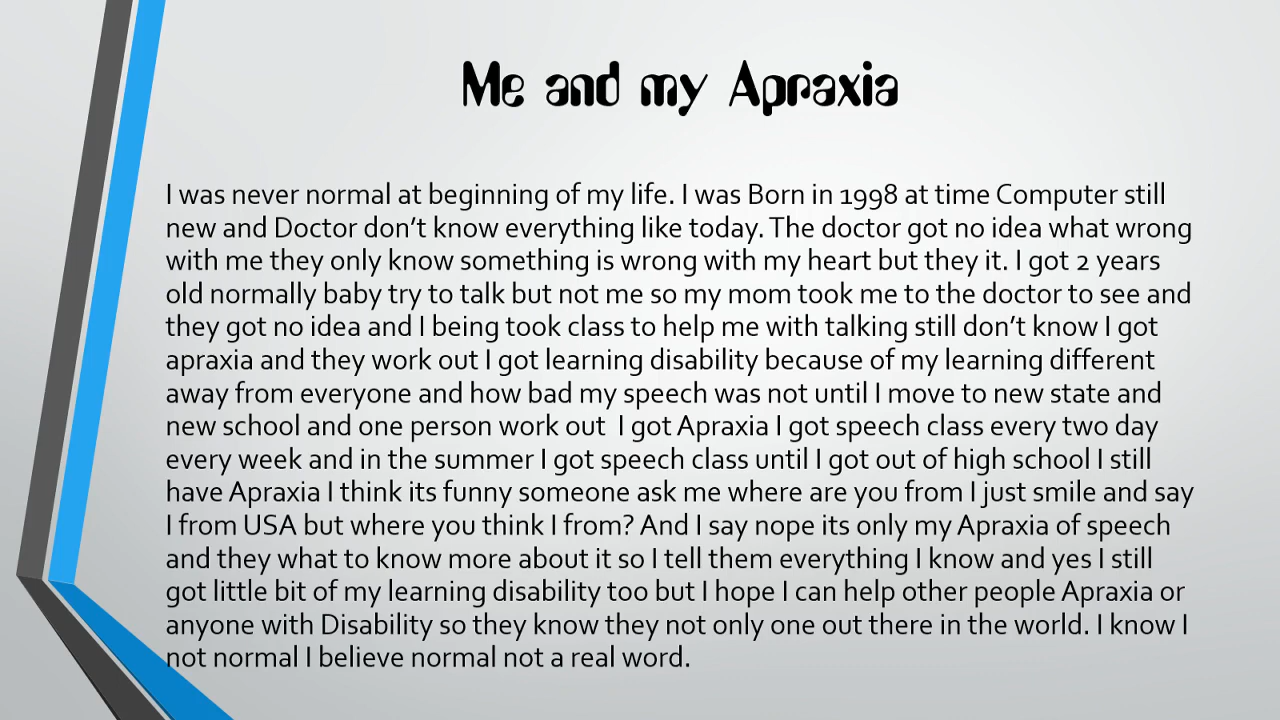 Me and my Apraxia
I was never normal at beginning of my life. I was Born in 1998 at time Computer still
new and Doctor don’t know everything like today. The doctor got no idea what wrong
with me they only know something is wrong with my heart but they it. I got 2 years
old normally baby try to talk but not me so my mom took me to the doctor to see and
they got no idea and I being took class to help me with talking still don’t know I got
apraxia and they work out I got learning disability because of my learning different
away from everyone and how bad my speech was not until I move to new state and
new school and one person work out  I got Apraxia I got speech class every two day
every week and in the summer I got speech class until I got out of high school I still
have Apraxia I think its funny someone ask me where are you from I just smile and say
I from USA but where you think I from? And I say nope its only my Apraxia of speech
and they what to know more about it so I tell them everything I know and yes I still
got little bit of my learning disability too but I hope I can help other people Apraxia or
anyone with Disability so they know they not only one out there in the world. I know I
not normal I believe normal not a real word.